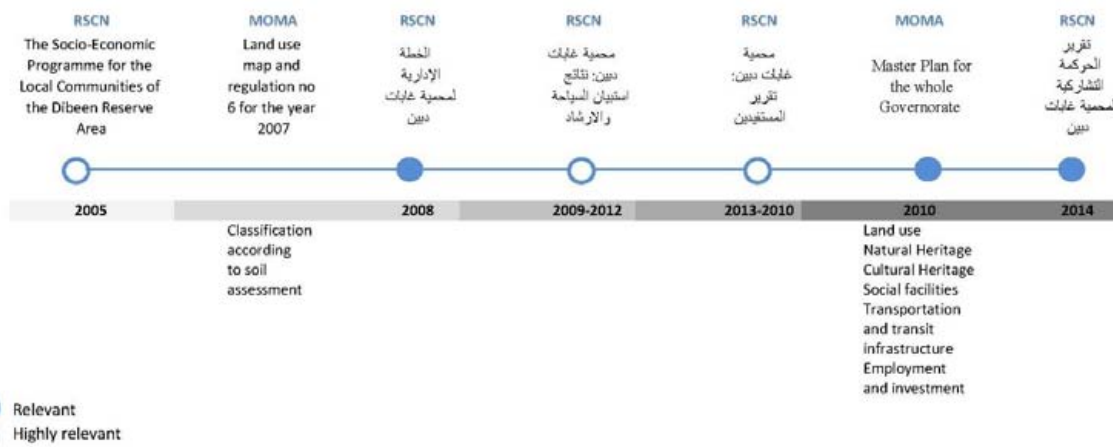 RSCN
The Socio-Economic
Programme for the
Local Communities of
the Dibeen Reserve
Area
MOMA
Land use
map and
regulation no
6 for the year
2007
RSCN
الخطة
الإدارية
لمحمية غابات
دبين
RSCN
محمية غابات
دبين: نتائج
استبيان السياحة
والارشاد
RSCN
محمية
غابات دبين:
تقرير
المستفيدين
MOMA
Master Plan for
the whole
Governorate
RSCN
تقرير
الحركمة
التشاركية
لمحمية غابات
دبين
2005
2008
2009-2012
2013-2010
2010
2014
Classification
according
to soil
assessment
Land use
Natural Heritage
Cultural Heritage
Social facilities
Transportation
and transit
infrastructure
Employment
and investment
Relevant
Highly relevant